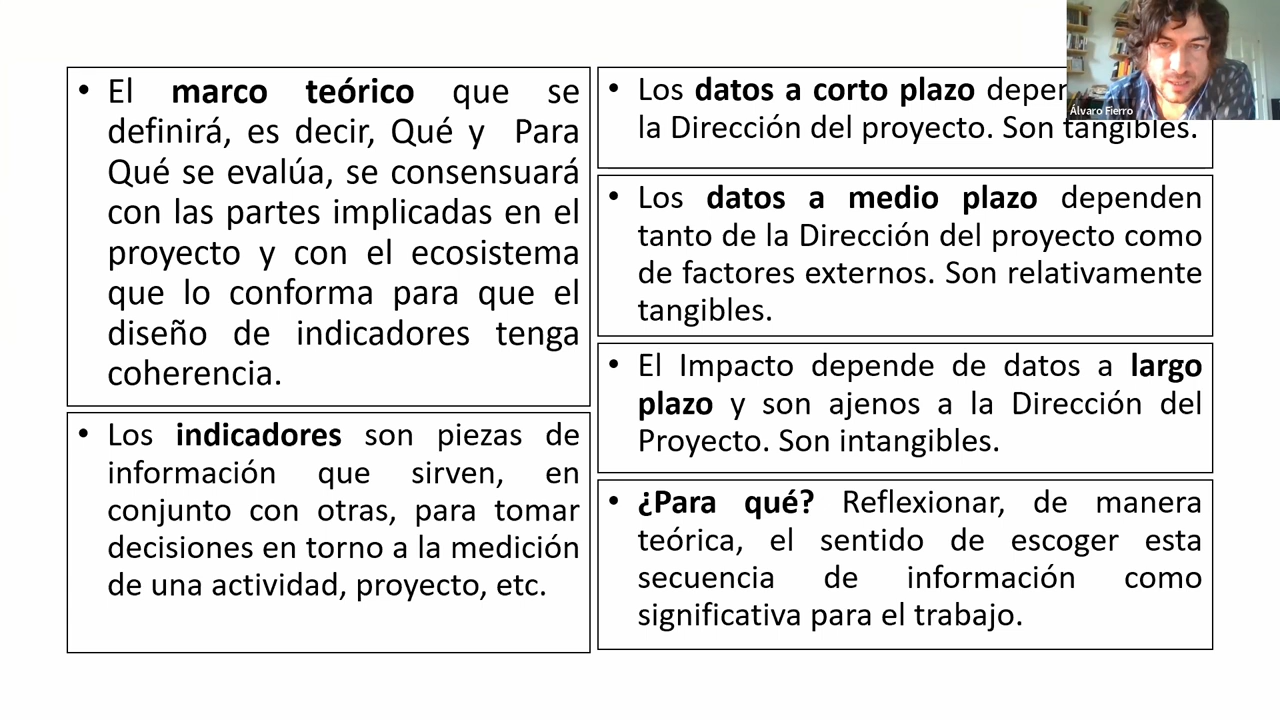 • El marco teórico que se
definirá, es decir, Qué y Para
Qué se evalúa, se consensuará
con las partes implicadas en el
proyecto y con el ecosistema
que lo conforma para que el
diseño de indicadores tenga
coherencia.
• Los indicadores son piezas de
información que sirven, en
conjunto con otras, para tomar
decisiones en torno a la medición
de una actividad, proyecto, etc.
• Los datos a corto plazo
la Dirección del proyecto. Son tangibles.
• Los datos a medio plazo dependen
tanto de la Dirección del proyecto como
de factores externos. Son relativamente
tangibles.
• El Impacto depende de datos a largo
plazo y son ajenos a la Dirección del
Proyecto. Son intangibles.
• ¿Para qué? Reflexionar, de manera
teórica, el sentido de escoger esta
secuencia de información como
significativa para el trabajo.
Álvaro Fierro